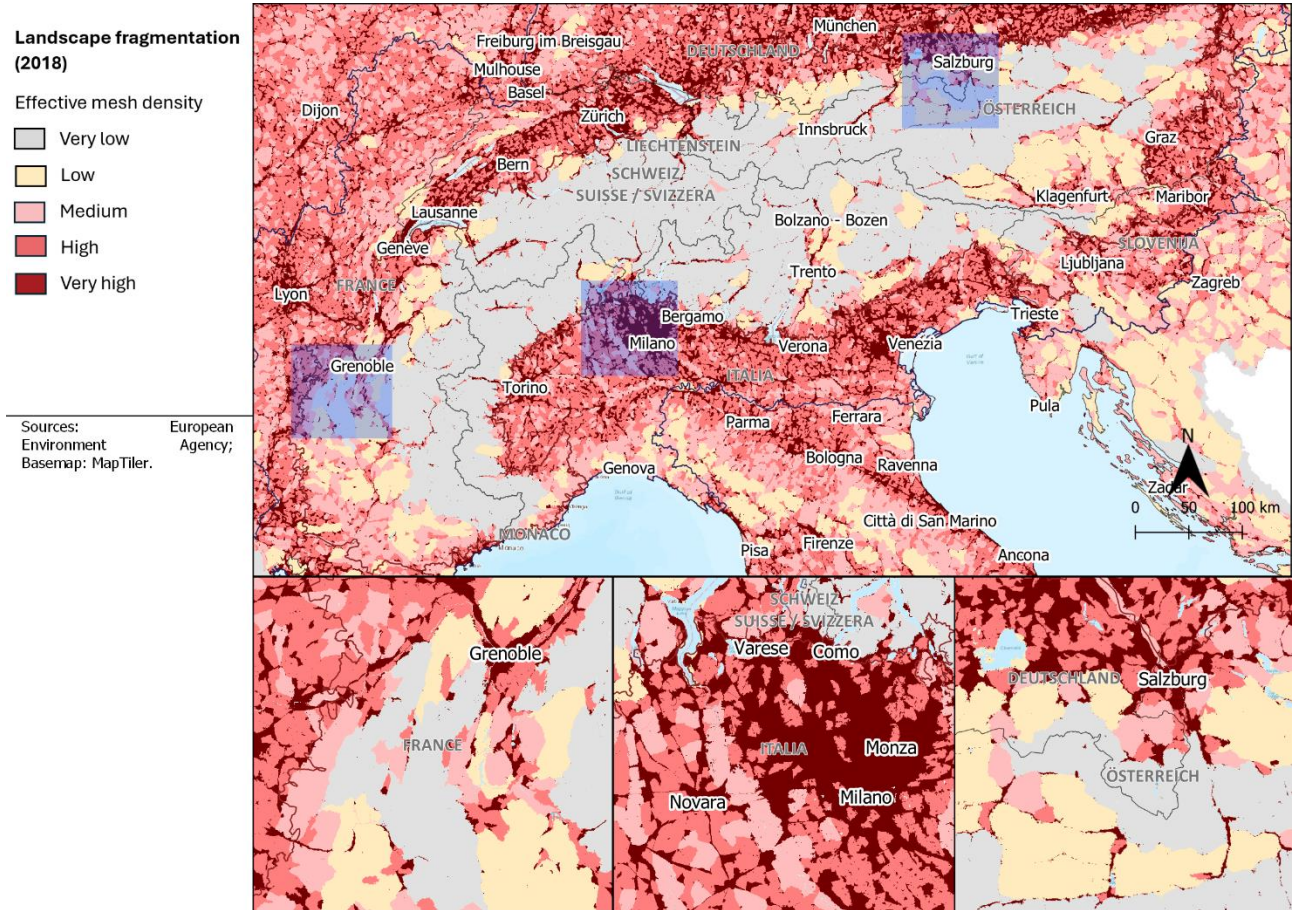 Landscape fragmentation
(2018)
Effective mesh density
Very low
Low
Medium
High
Very high
Sources: European
Environment Agency;
Basemap: MapTiler.
München
Freiburg im Breisgau
DEUTSCHLAND
Salzburg
Mulhouse
Basel
Dijon
Zürich
ÖSTERREICH
Innsbruck
Graz
LIECHTENSTEIN
Bern
SCHWEIZ
SUISSE / SVIZZERA
Klagenfurt
Maribor
Lausanne
Bolzano - Bozen
Genève
SLOVENIJA
Trento
Ljubljana
Zagreb
Lyon
FRANCE
Bergamo
Trieste
Milano
Verona
Venezia
Grenoble
ITALIA
Torino
Pula
Parma
Ferrara
Bologna
Ravenna
N
Genova
Zadar
0 50 100 km
MONACO
Monaco
Città di San Marino
Pisa
Firenze
Ancona
Grenoble
FRANCE
SCHWEIZ
SUISSE / SVIZZERA
Varese
Como
ITALIA
Monza
Novara
Milano
DEUTSCHLAND
Salzburg
ÖSTERREICH